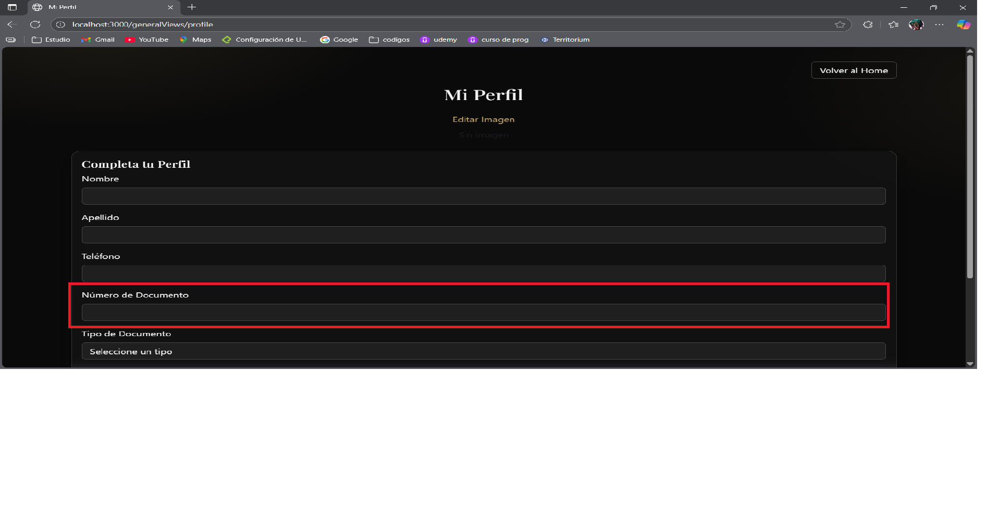 Mi Perfil
localhost:3000/generalViews/profile
Estudio Gmail YouTube Maps Configuración de U... Google codigos udemy curso de prog Territorium
Volver al Home
Mi Perfil
Editar Imagen
Sin imagen
Completa tu Perfil
Nombre
Apellido
Teléfono
Número de Documento
Tipo de Documento
Seleccione un tipo